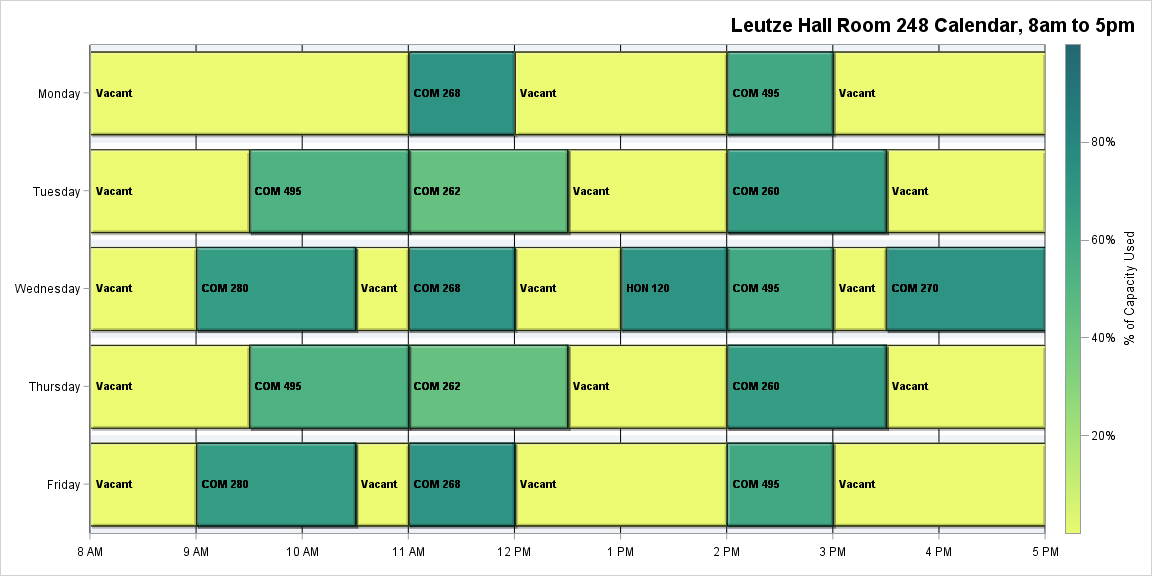 Leutze Hall Room 248 Calendar, 8am to 5pm
Monday
Vacant
COM 268
Vacant
COM 495
Vacant
Tuesday
Vacant
COM 495
COM 262
Vacant
COM 260
Vacant
Wednesday
Vacant
COM 280
Vacant
COM 268
Vacant
HON 120
COM 495
Vacant
COM 270
Thursday
Vacant
COM 495
COM 262
Vacant
COM 260
Vacant
Friday
Vacant
COM 280
Vacant
COM 268
Vacant
COM 495
Vacant
8 AM
9 AM
10 AM
11 AM
12 PM
1 PM
2 PM
3 PM
4 PM
5 PM
80%
60%
40%
20%
% of Capacity Used